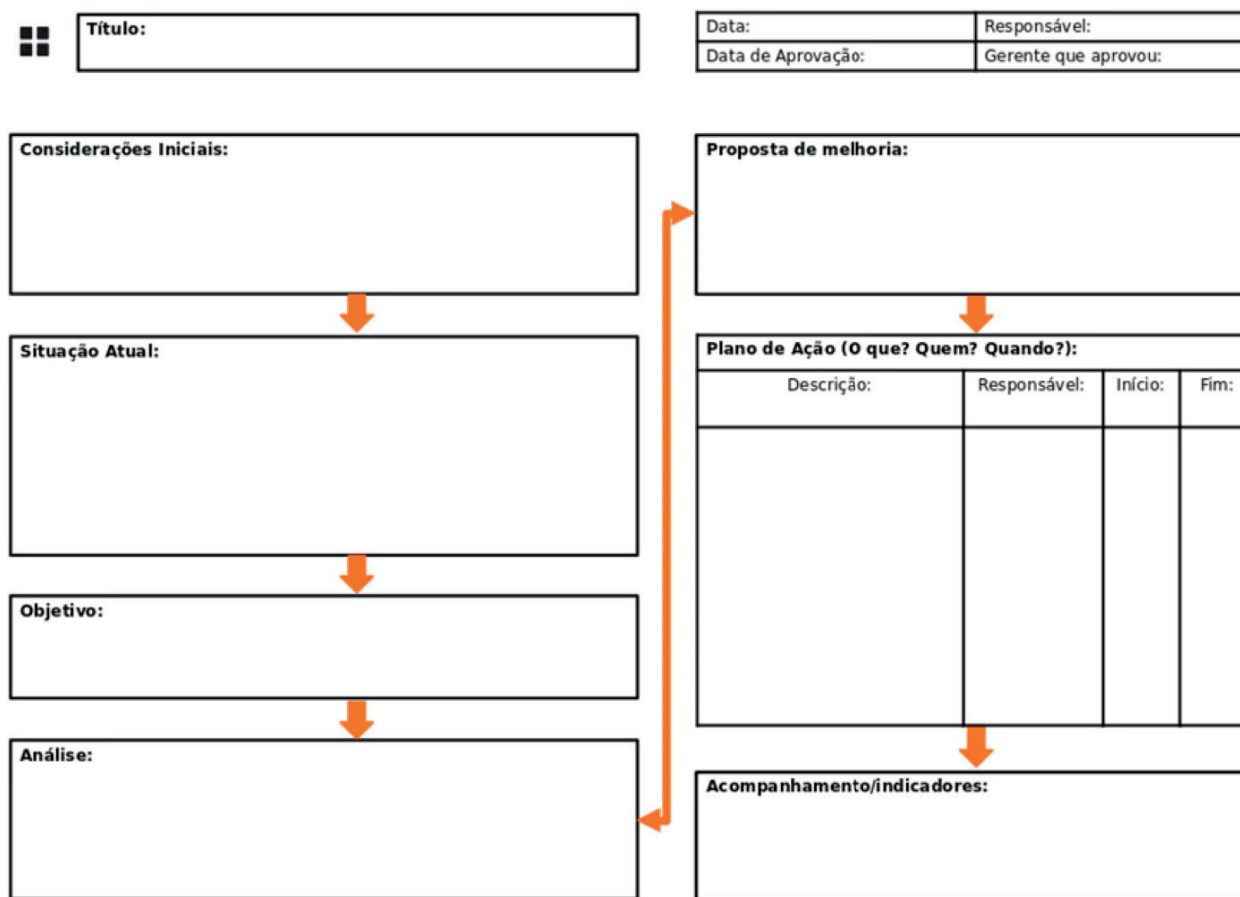 Título:
Data:
Responsável:
Data de Aprovação:
Gerente que aprovou:
Considerações Iniciais:
Situação Atual:
Objetivo:
Análise:
Proposta de melhoria:
Plano de Ação (O que? Quem? Quando?):
Descrição:
Responsável:
Início:
Fim:
Acompanhamento/indicadores: